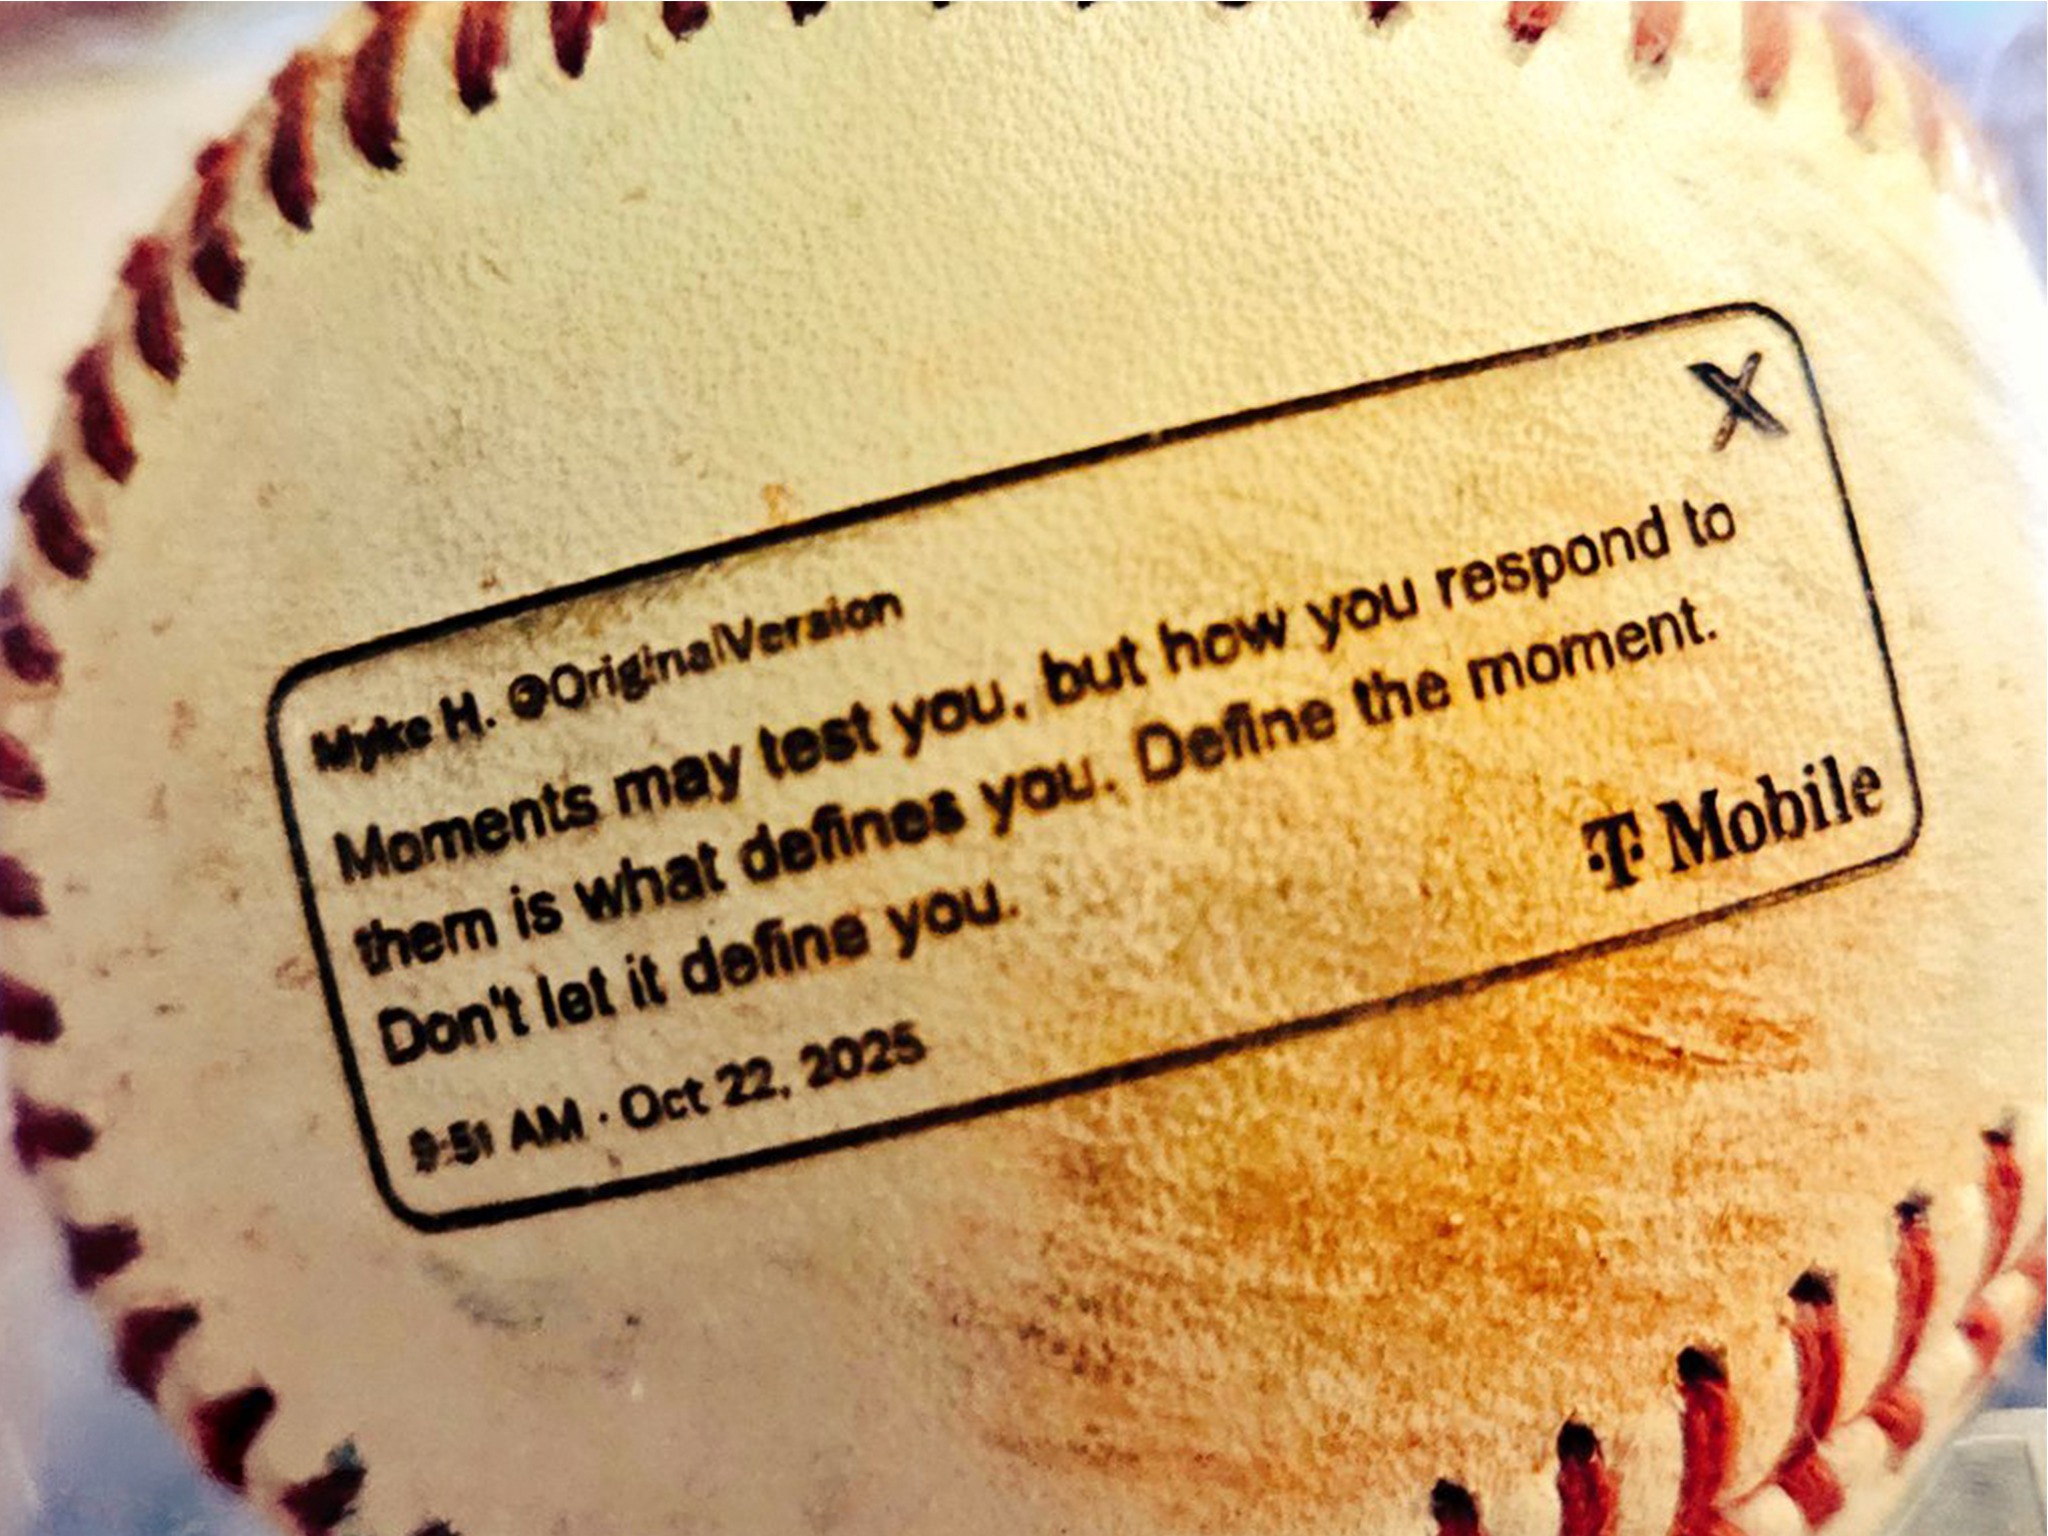 X
Myke H. @OriginalVersion
Moments may test you, but how you respond to
them is what defines you. Define the moment.
Don't let it define you.
T Mobile
9:51 AM · Oct 22, 2025